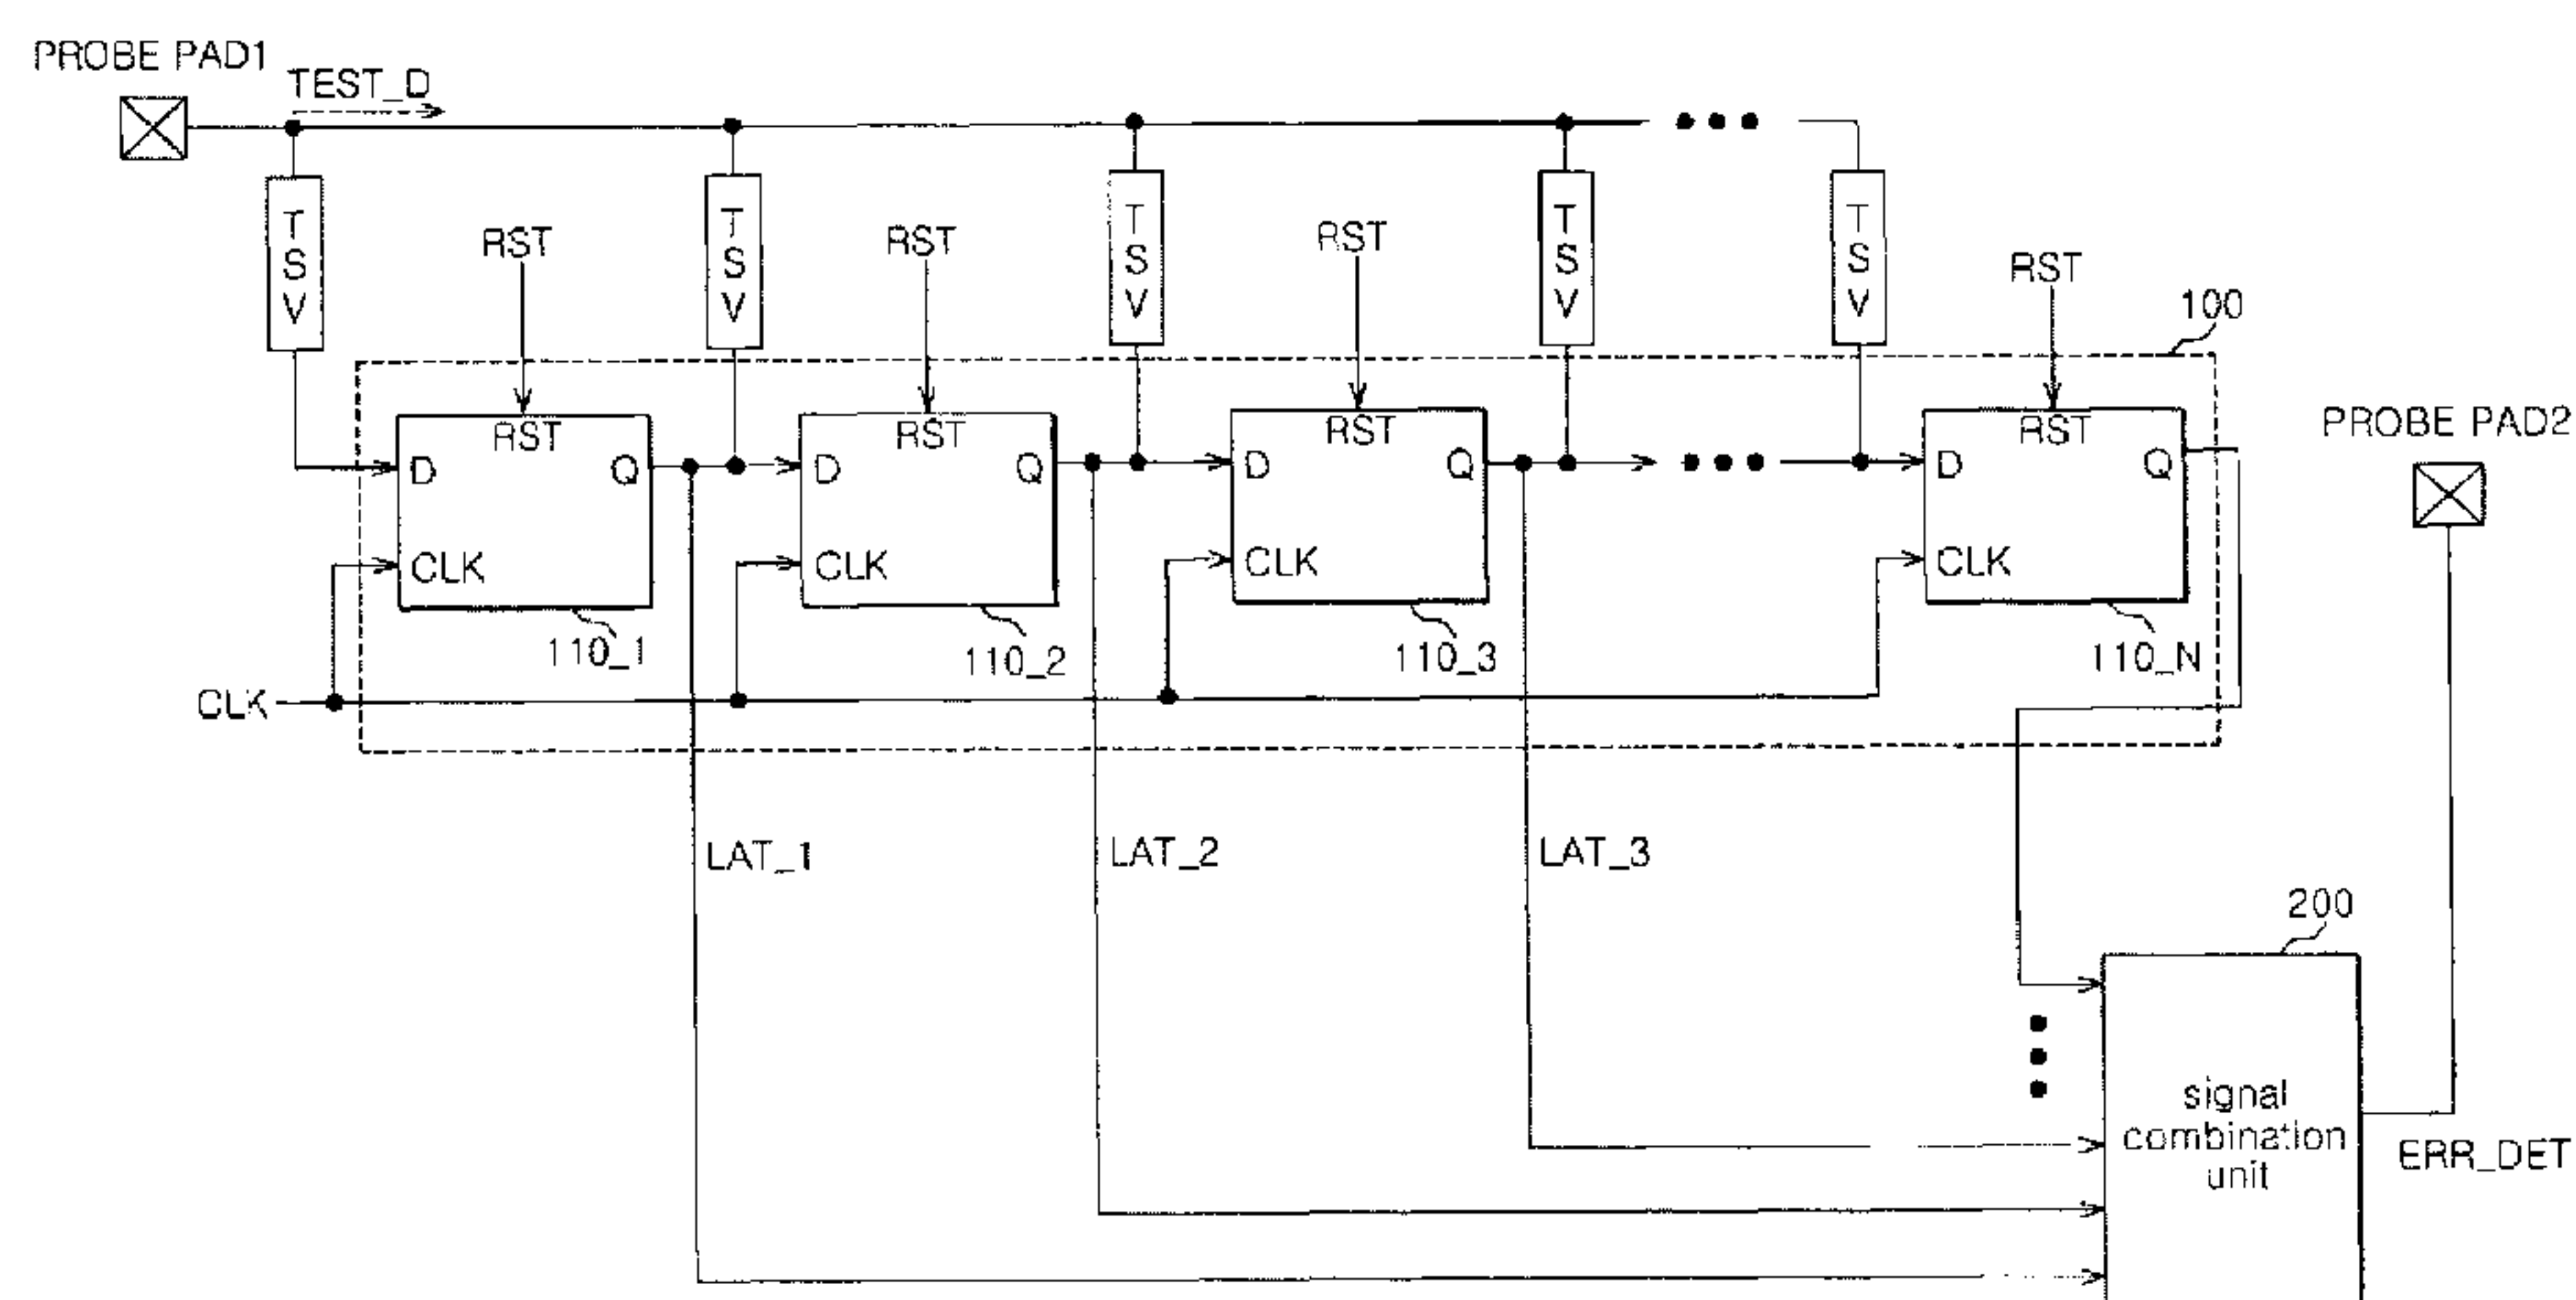 PROBE PAD1
TEST_D
TSV
TSV
TSV
TSV
TSV
RST
RST
RST
RST
100
PROBE PAD2
RST
RST
RST
RST
D
Q
D
Q
D
Q
D
Q
CLK
CLK
CLK
CLK
110_1
110_2
110_3
110_N
CLK
LAT_1
LAT_2
LAT_3
200
signal
combination
unit
ERR_DET